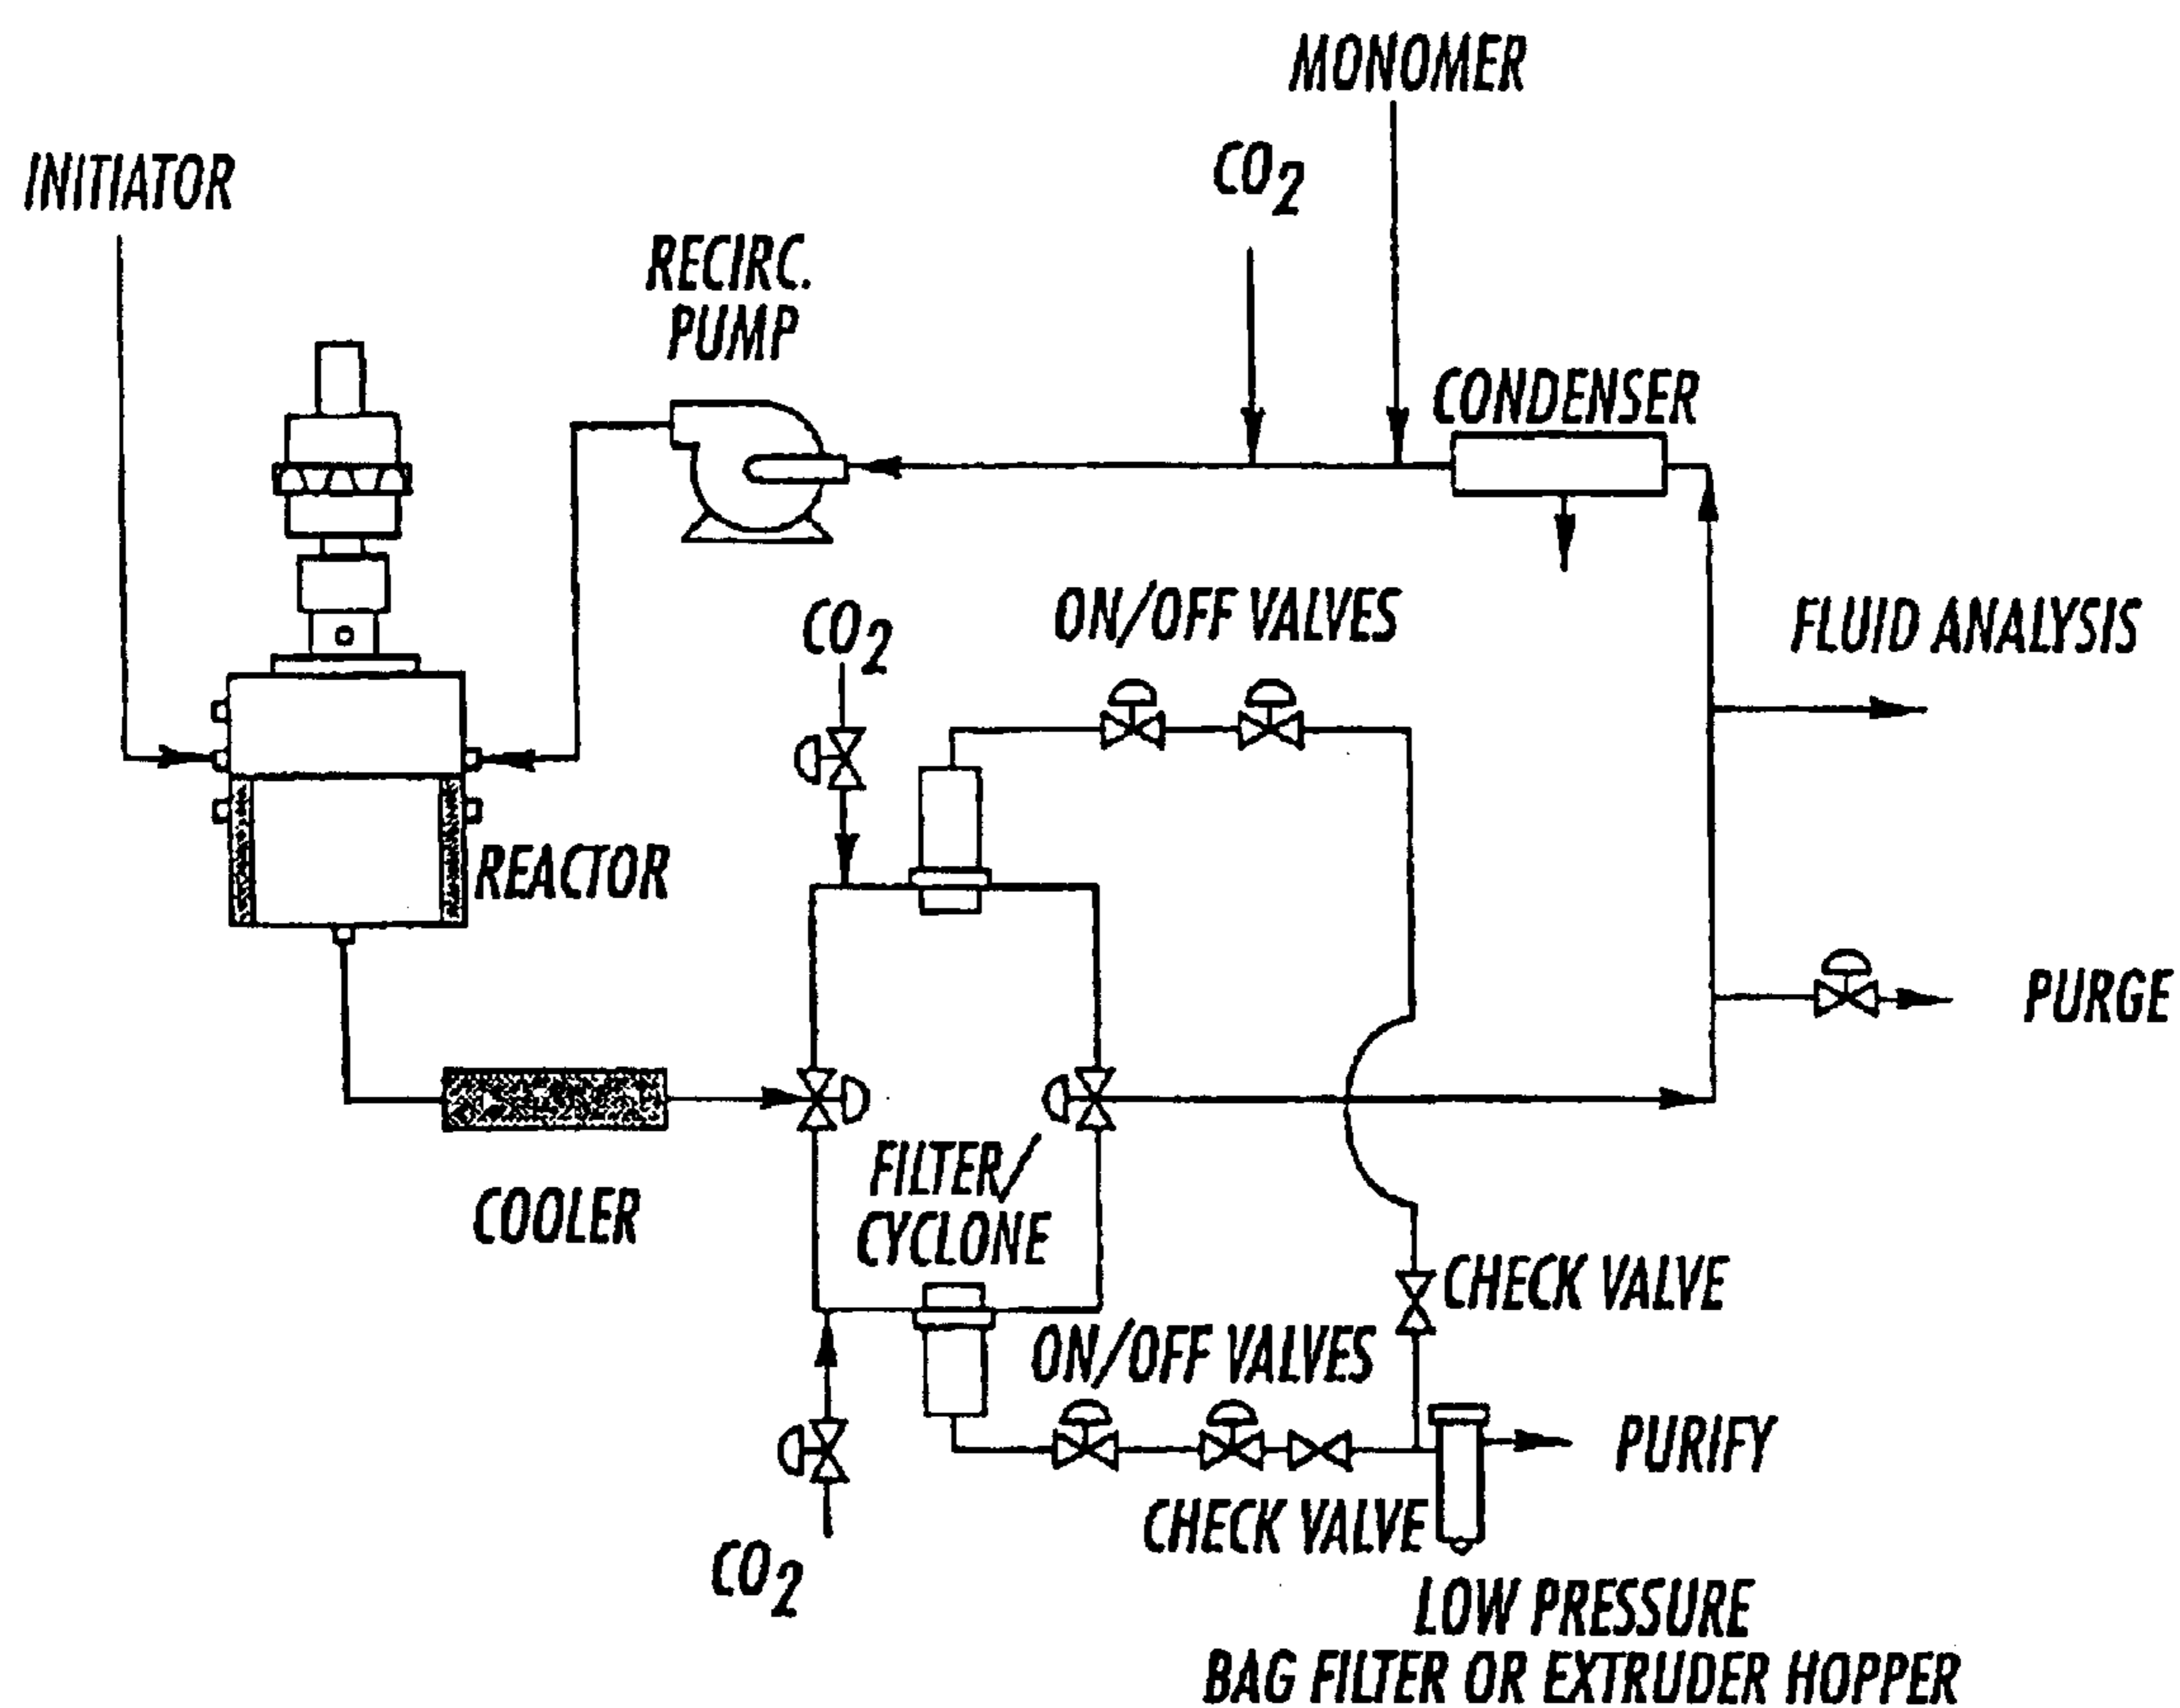 MONOMER
CO2
INITIATOR
RECIRC.
PUMP
CONDENSER
CO2
ON/OFF VALVES
FLUID ANALYSIS
REACTOR
PURGE
FILTER/
CYCLONE
COOLER
CHECK VALVE
ON/OFF VALVES
PURIFY
CHECK VALVE
CO2
LOW PRESSURE
BAG FILTER OR EXTRUDER HOPPER